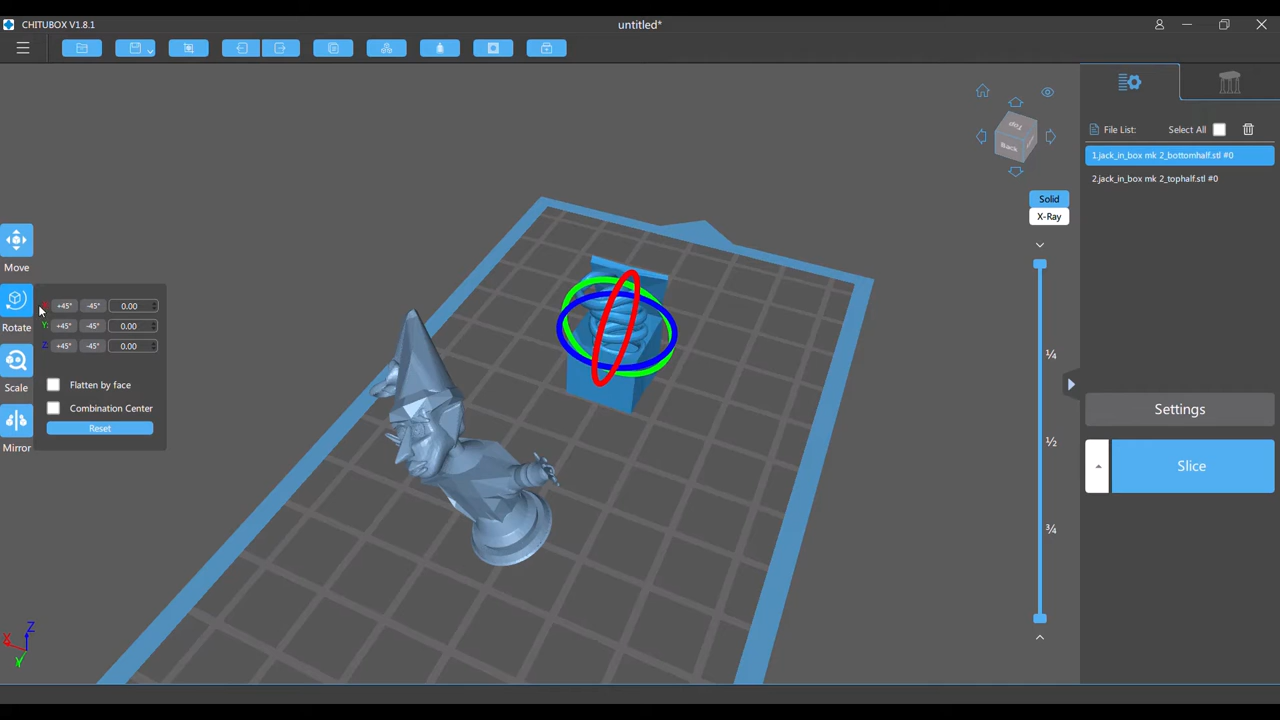 CHITUBOX V1.8.1
untitled*
Top
Back
File List:
Select All
1.jack_in_box mk 2_bottomhalf.stl #0
2.jack_in_box mk 2_tophalf.stl #0
Solid
X-Ray
Move
X: +45° -45° 0.00
Rotate
Y: +45° -45° 0.00
Z: +45° -45° 0.00
Scale
Flatten by face
Combination Center
Reset
Mirror
¼
½
¾
Settings
Slice
Z
X
Y